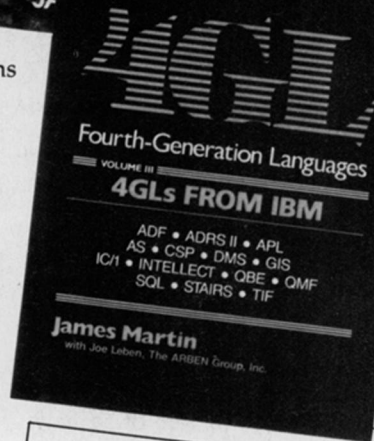 4GL
Fourth-Generation Languages
VOLUME III
4GLs FROM IBM
ADF • ADRS II • APL
AS • CSP • DMS • GIS
IC/1 • INTELLECT • QBE • QMF
SQL • STAIRS • TIF
James Martin
with Joe Leben, The ARBEN Group, Inc.